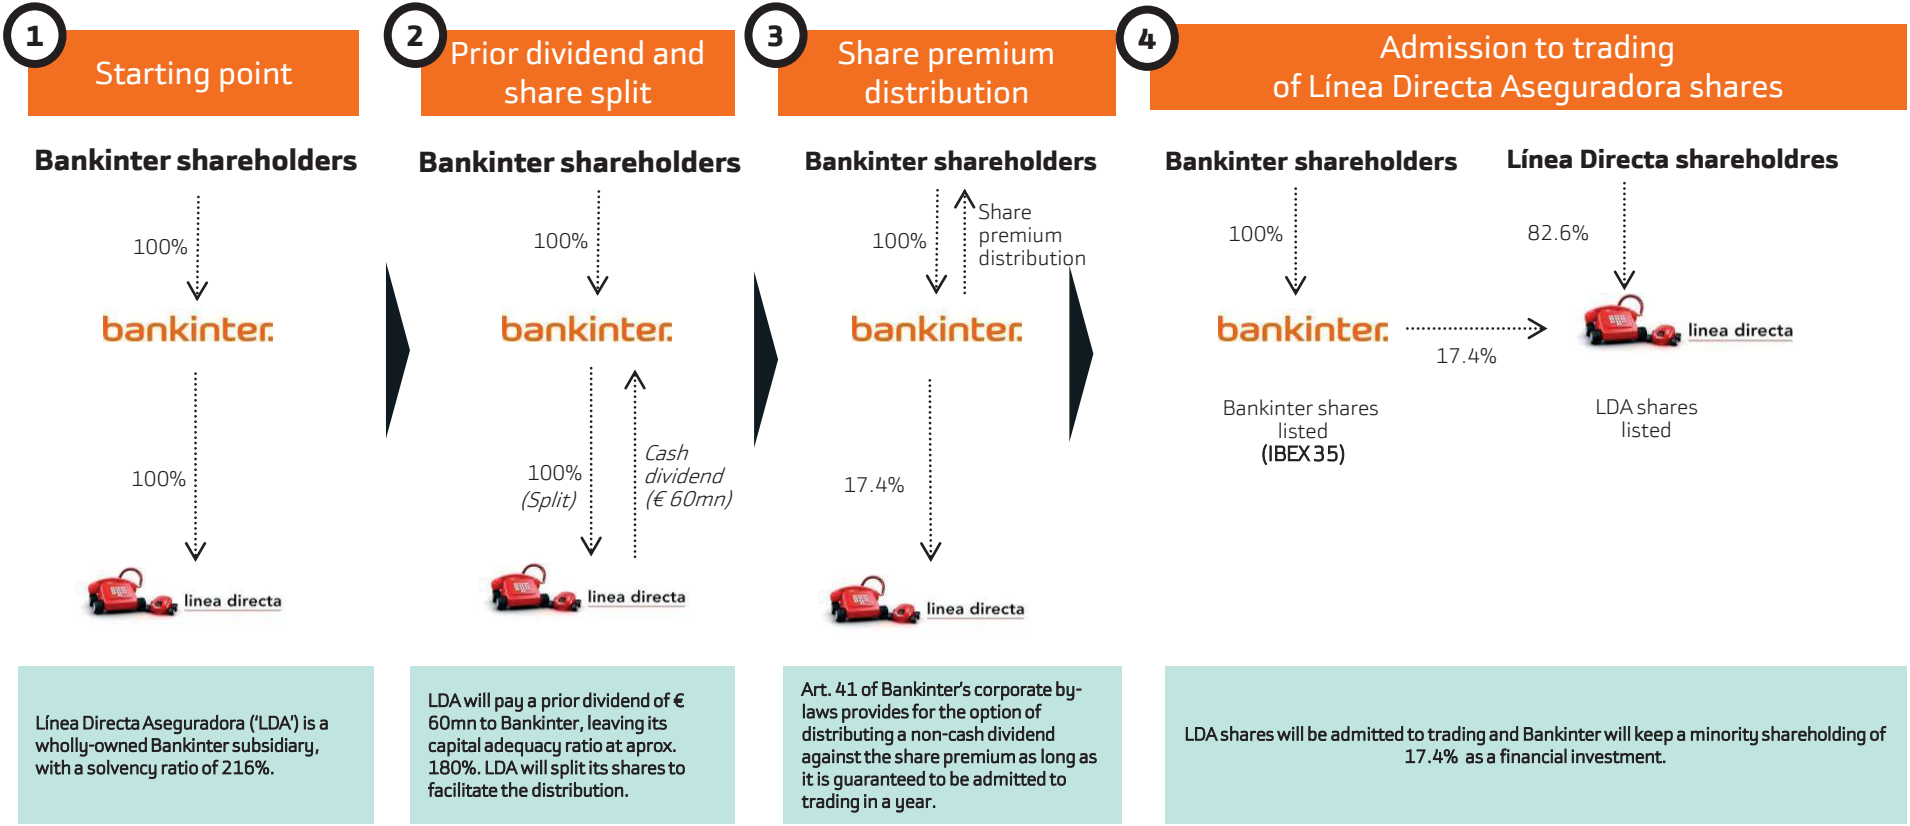 1
Starting point
Bankinter shareholders
100%
bankinter.
100%
linea directa
Línea Directa Aseguradora ('LDA') is a
wholly-owned Bankinter subsidiary,
with a solvency ratio of 216%.
2
Prior dividend and
share split
Bankinter shareholders
100%
bankinter.
100%
(Split)
Cash
dividend
(€ 60mn)
linea directa
LDA will pay a prior dividend of €
60mn to Bankinter, leaving its
capital adequacy ratio at aprox.
180%. LDA will split its shares to
facilitate the distribution.
3
Share premium
distribution
Bankinter shareholders
100%
Share
premium
distribution
bankinter.
17.4%
linea directa
Art. 41 of Bankinter's corporate by-
laws provides for the option of
distributing a non-cash dividend
against the share premium as long as
it is guaranteed to be admitted to
trading in a year.
4
Admission to trading
of Línea Directa Aseguradora shares
Bankinter shareholders
Línea Directa shareholdres
100%
82.6%
bankinter.
17.4%
linea directa
Bankinter shares
listed
(IBEX 35)
LDA shares
listed
LDA shares will be admitted to trading and Bankinter will keep a minority shareholding of
17.4% as a financial investment.